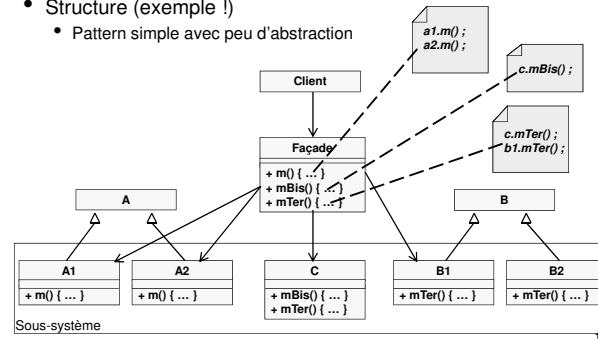 Structure (exemple !)
Pattern simple avec peu d'abstraction
a1.m() ;
a2.m() ;
c.mBis() ;
c.mTer() ;
b1.mTer() ;
Client
Façade
+ m() { … }
+ mBis() { … }
+ mTer() { … }
A
B
A1
+ m() { … }
A2
+ m() { … }
C
+ mBis() { … }
+ mTer() { … }
B1
+ mTer() { … }
B2
+ mTer() { … }
Sous-système